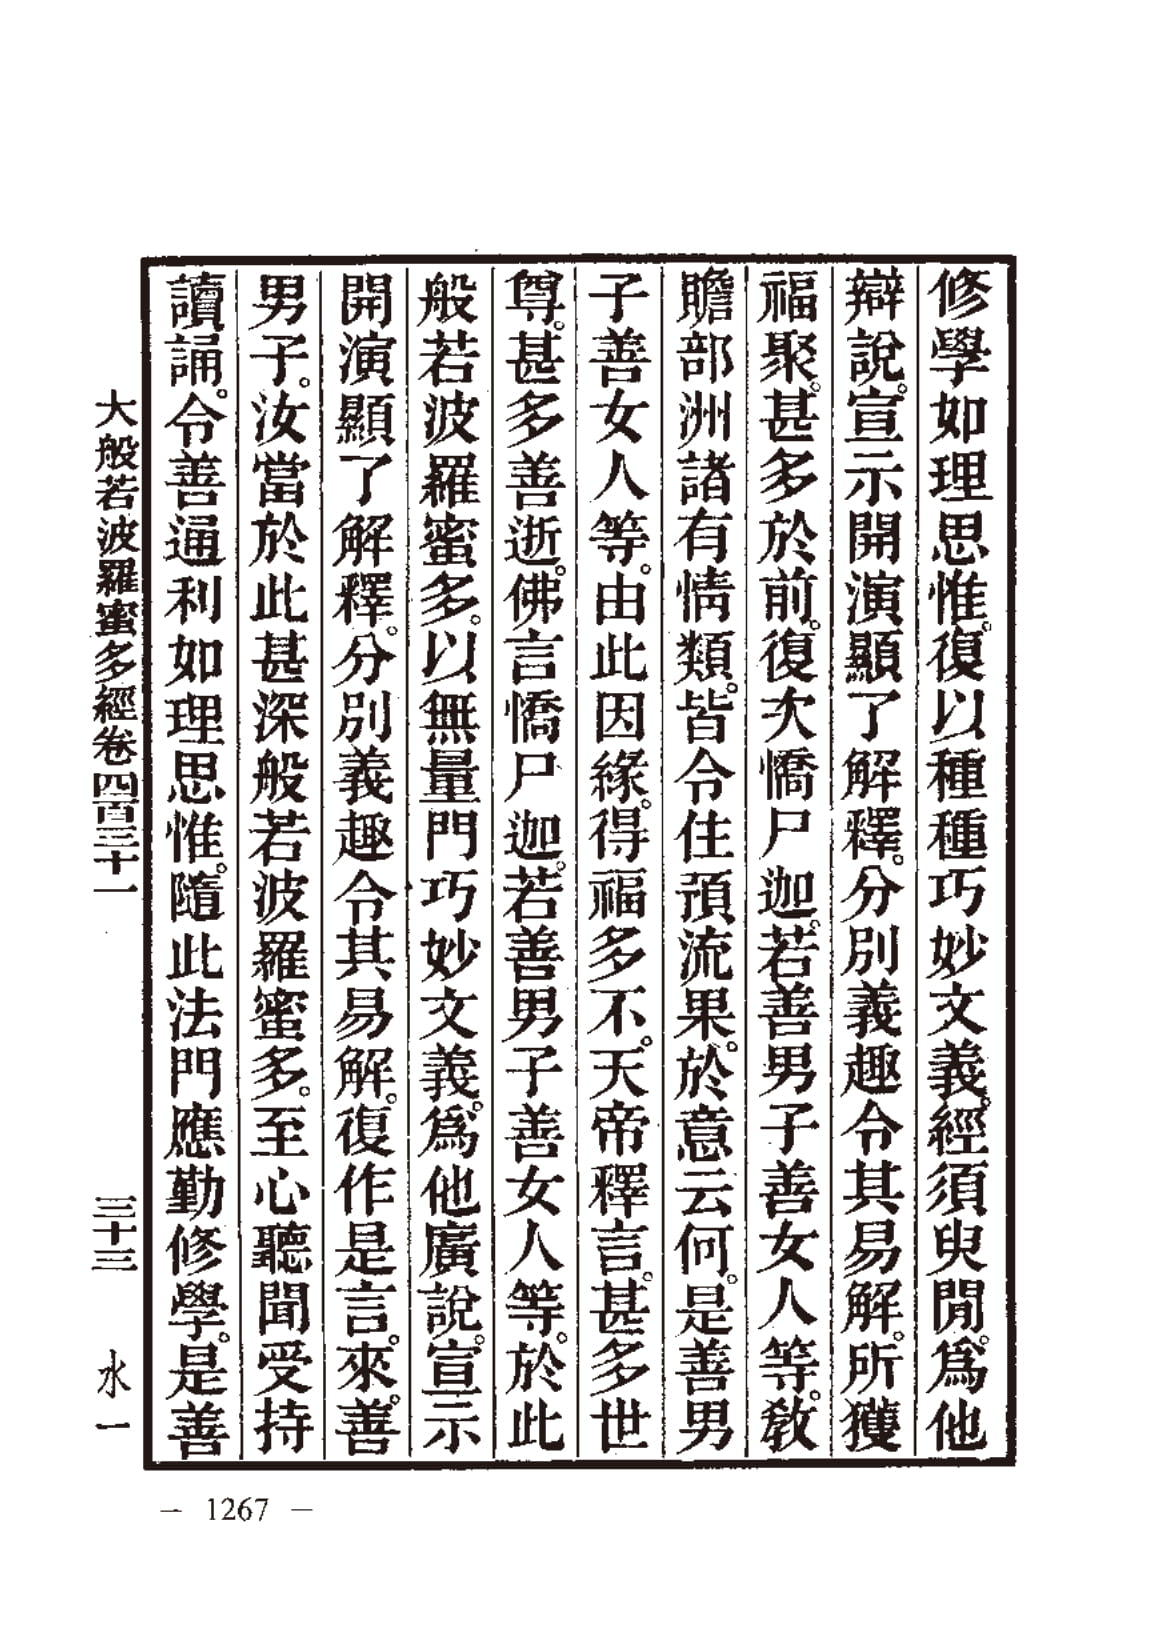 修學如理思惟。復以種種巧妙文義。經須臾閒。爲他
辯說。宣示開演顯了解釋。分別義趣令其易解。所獲
福聚。甚多於前。復次憍尸迦。若善男子善女人等。教
贍部洲諸有情類。皆令住預流果。於意云何。是善男
子善女人等。由此因緣。得福多不。天帝釋言。甚多世
尊。甚多善逝。佛言憍尸迦。若善男子善女人等。於此
般若波羅蜜多。以無量門巧妙文義。爲他廣說。宣示
開演顯了解釋。分別義趣令其易解。復作是言。來。善
男子。汝當於此甚深般若波羅蜜多。至心聽聞受持
讀誦。令善通利如理思惟。隨此法門應勤修學。是善
大般若波羅蜜多經卷四百三十一 三十三 水一
— 1267 —